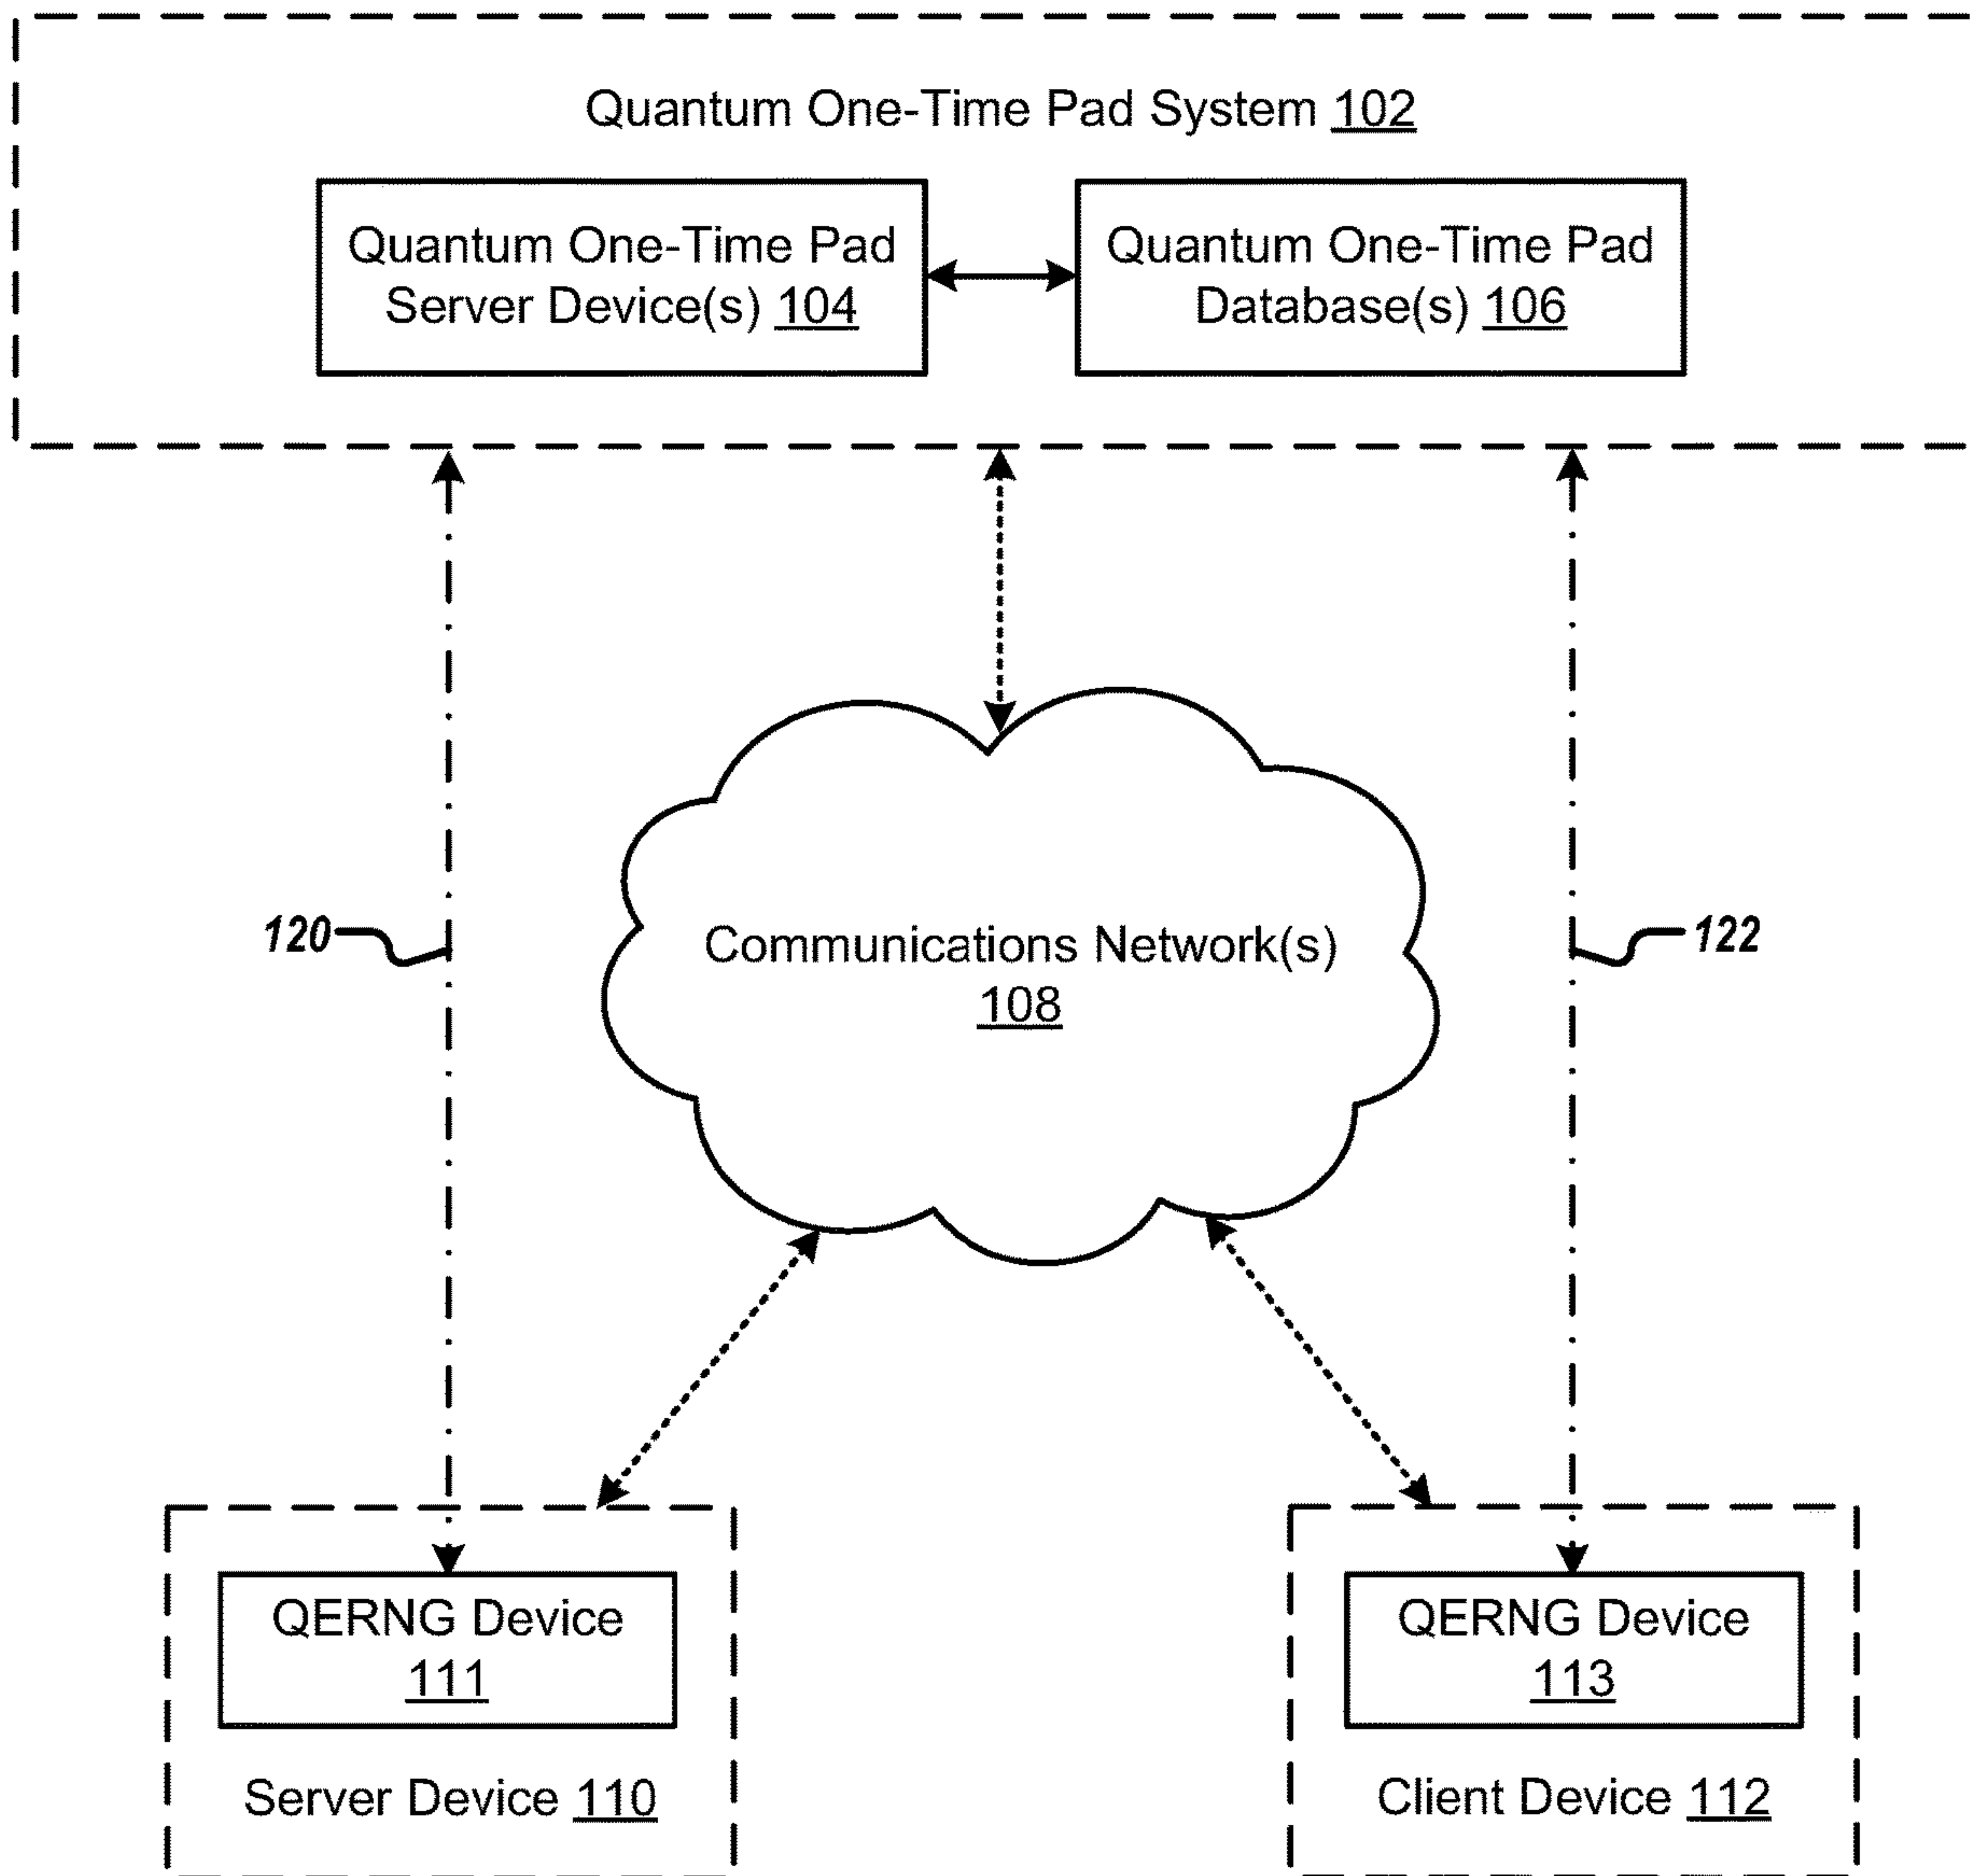 Quantum One-Time Pad System 102
Quantum One-Time Pad
Server Device(s) 104
Quantum One-Time Pad
Database(s) 106
120
Communications Network(s)
108
122
QERNG Device
111
Server Device 110
QERNG Device
113
Client Device 112